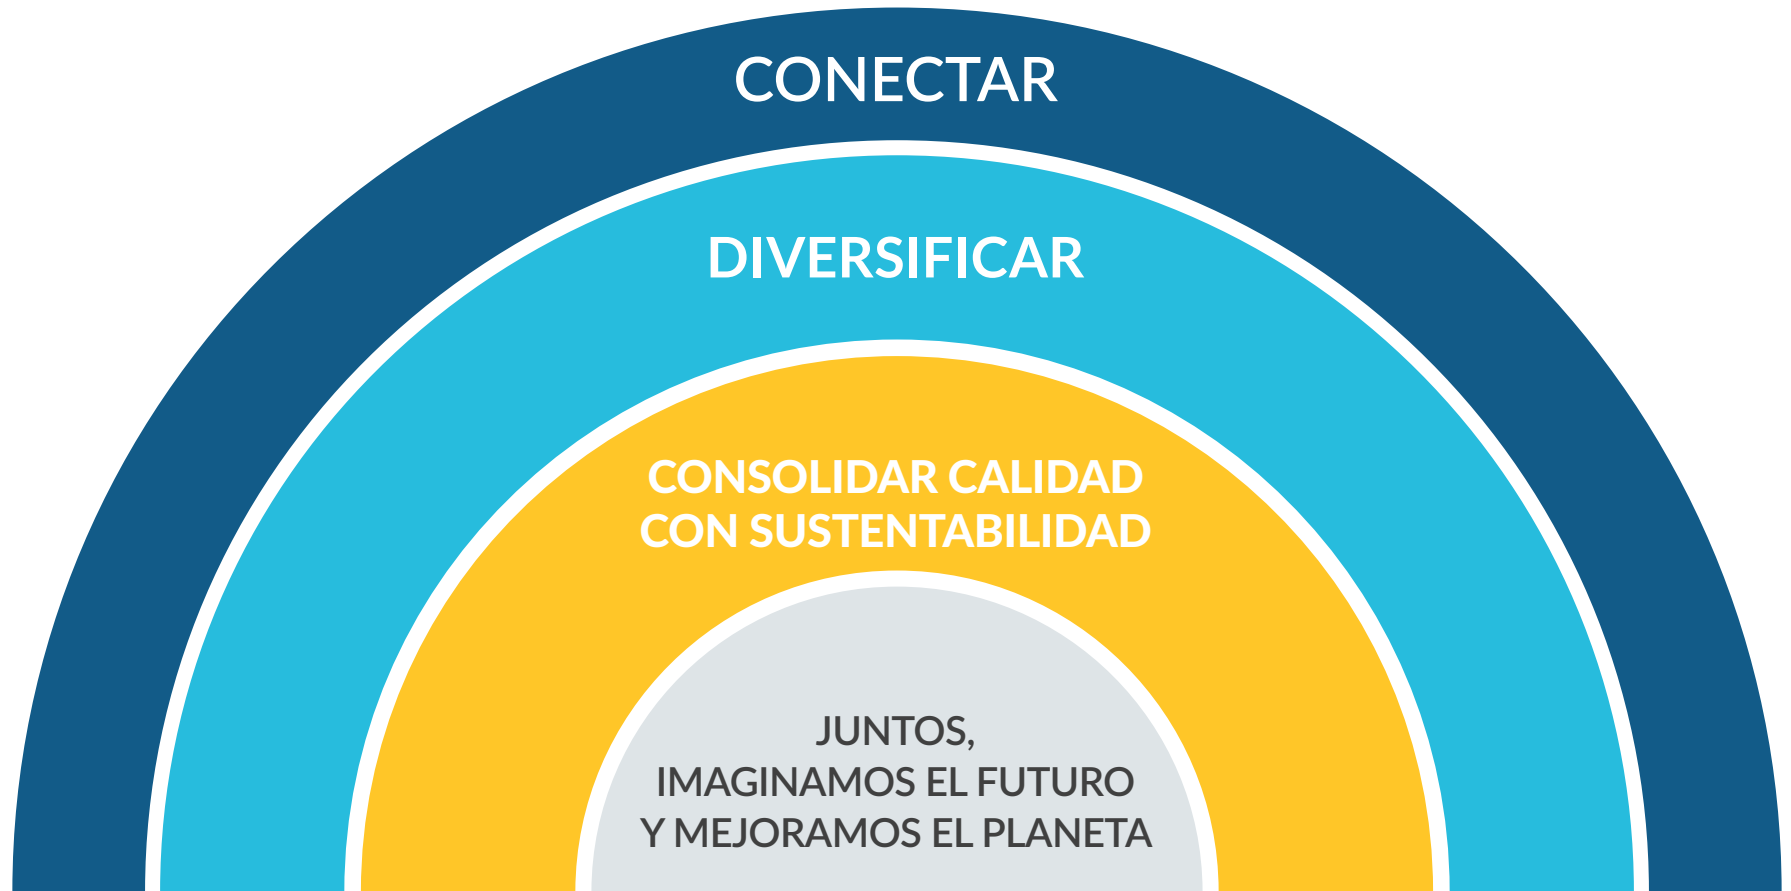 CONECTAR
DIVERSIFICAR
CONSOLIDAR CALIDAD
CON SUSTENTABILIDAD
JUNTOS,
IMAGINAMOS EL FUTURO
Y MEJORAMOS EL PLANETA